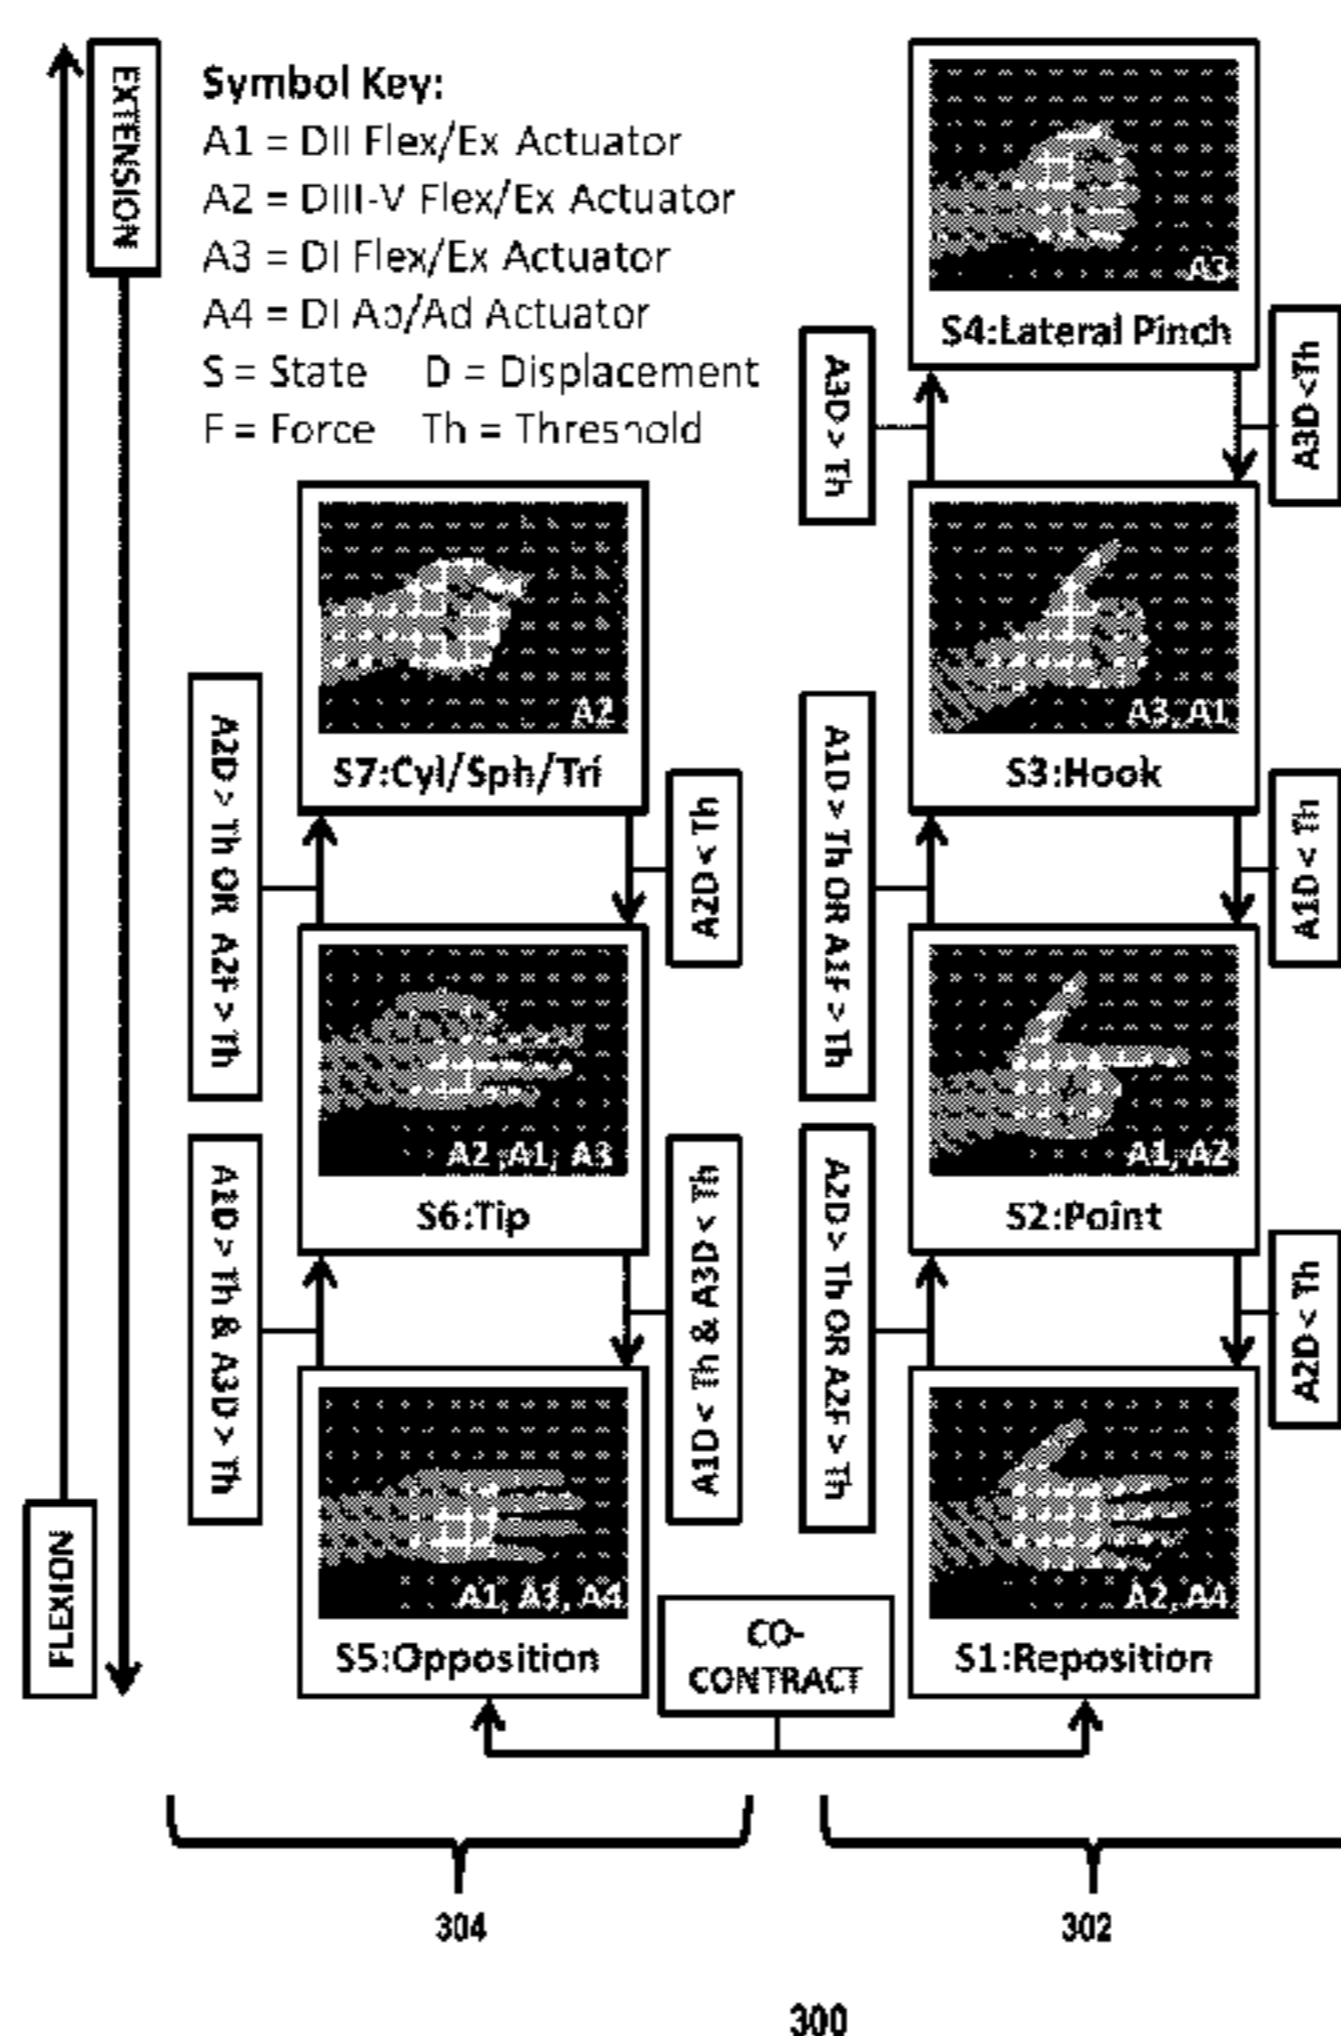 EXTENSION
FLEXION
Symbol Key:
A1 = DII Flex/Ex Actuator
A2 = DIII-V Flex/Ex Actuator
A3 = DI Flex/Ex Actuator
A4 = DI Ab/Ad Actuator
S = State D = Displacement
F = Force Th = Threshold
A3
S4:Lateral Pinch
A3D > Th
A3D <Th
A2
S7:Cyl/Sph/Tri
A3, A1
S3:Hook
A2D > Th OR A2F > Th
A2D < Th
A1D > Th OR A1F > Th
A1D < Th
A2, A1, A3
S6:Tip
A1, A2
S2:Point
A1D > Th & A3D > Th
A1D < Th & A3D < Th
A2D > Th OR A2F > Th
A2D < Th
A1, A3, A4
S5:Opposition
A2, A4
S1:Reposition
CO-
CONTRACT
304
302
300